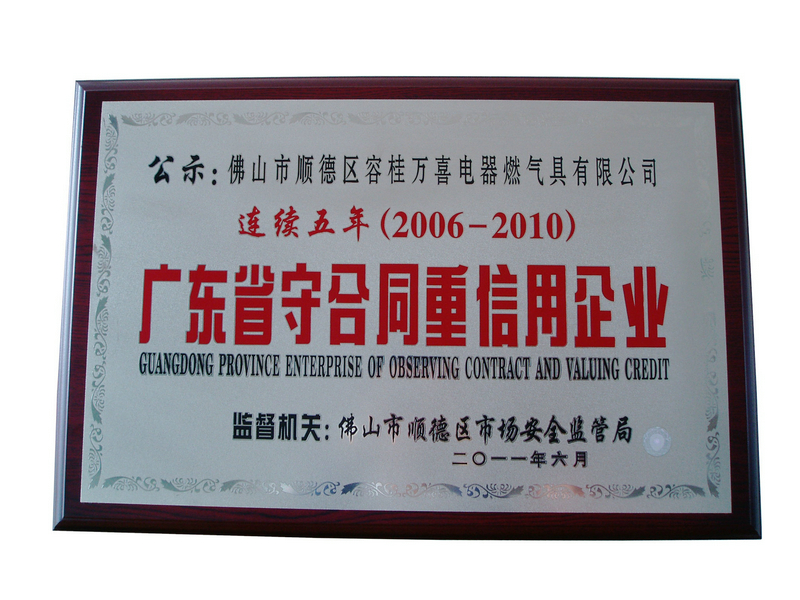 公示:佛山市顺德区容桂万喜电器燃气具有限公司
连续五年(2006-2010)
广东省守合同重信用企业
GUANGDONG PROVINCE ENTERPRISE OF OBSERVING CONTRACT AND VALUING CREDIT
监督机关:佛山市顺德区市场安全监管局
二〇一一年六月